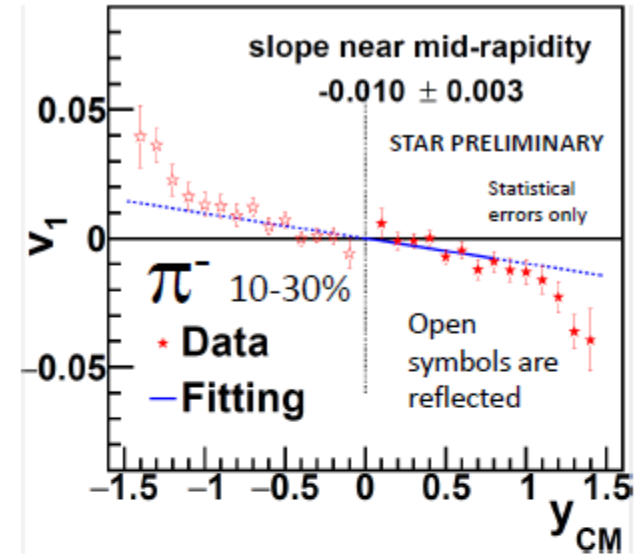 slope near mid-rapidity
-0.010 ± 0.003
STAR PRELIMINARY
Statistical
errors only
0.05
0
−0.05
v₁
π⁻ 10-30%
Data
Fitting
Open
symbols are
reflected
−1.5 −1 −0.5 0 0.5 1 1.5
y_CM